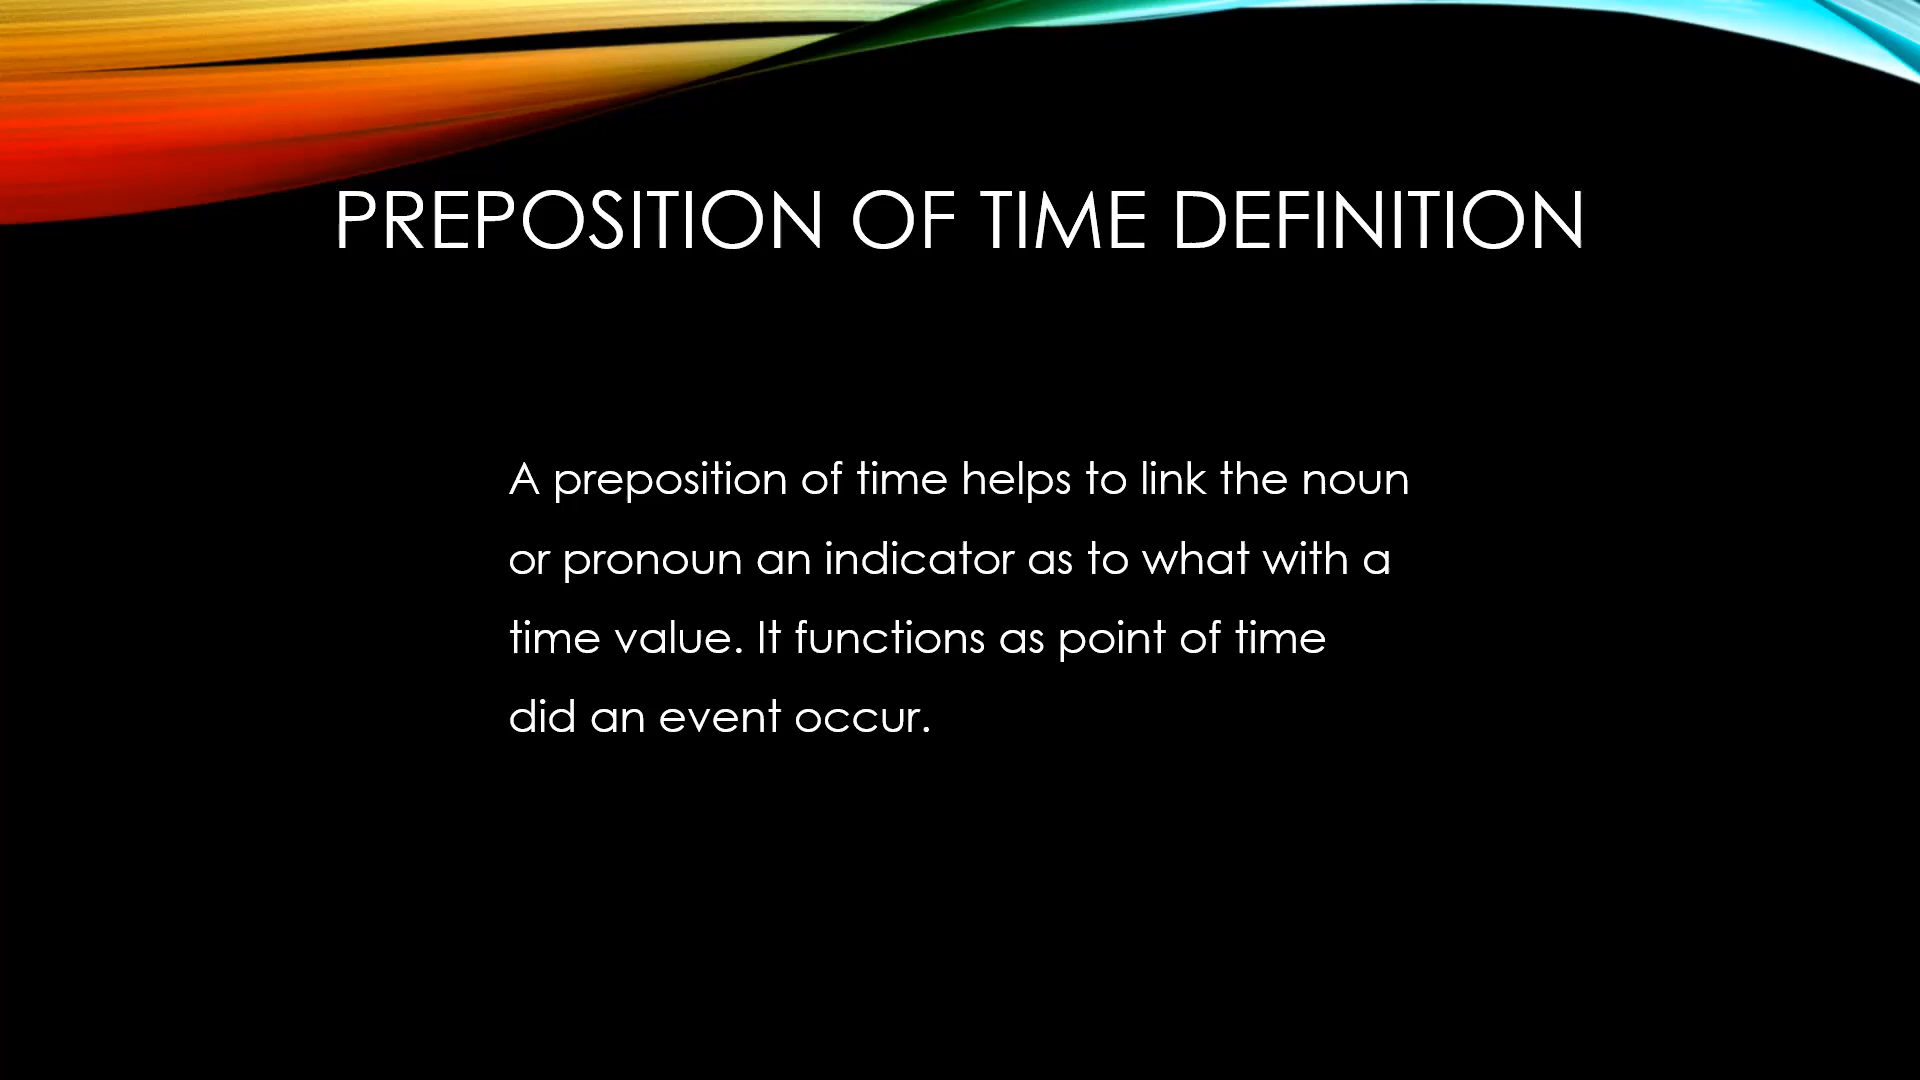 PREPOSITION OF TIME DEFINITION
A preposition of time helps to link the noun
or pronoun an indicator as to what with a
time value. It functions as point of time
did an event occur.